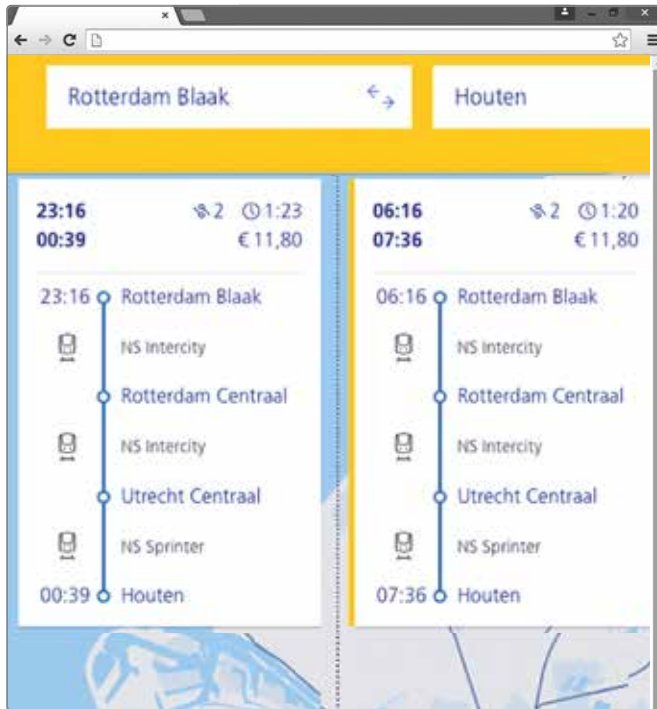 Rotterdam Blaak
Houten
23:16 2 1:23
00:39 € 11,80
23:16 Rotterdam Blaak
NS Intercity
Rotterdam Centraal
NS Intercity
Utrecht Centraal
NS Sprinter
00:39 Houten
06:16 2 1:20
07:36 € 11,80
06:16 Rotterdam Blaak
NS Intercity
Rotterdam Centraal
NS Intercity
Utrecht Centraal
NS Sprinter
07:36 Houten